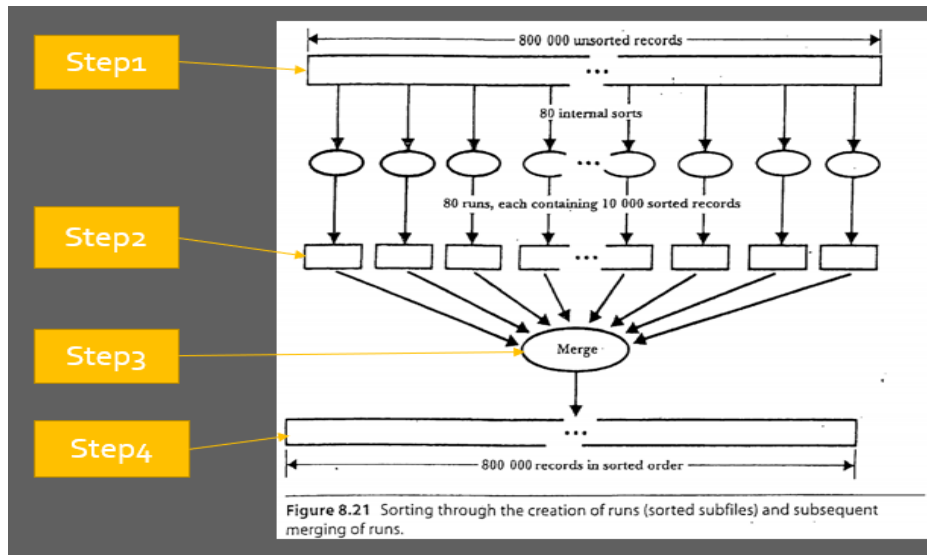 800 000 unsorted records
Step1
...
80 internal sorts
...
80 runs, each containing 10 000 sorted records
Step2
...
Step3
Merge
Step4
...
800 000 records in sorted order
Figure 8.21 Sorting through the creation of runs (sorted subfiles) and subsequent
merging of runs.